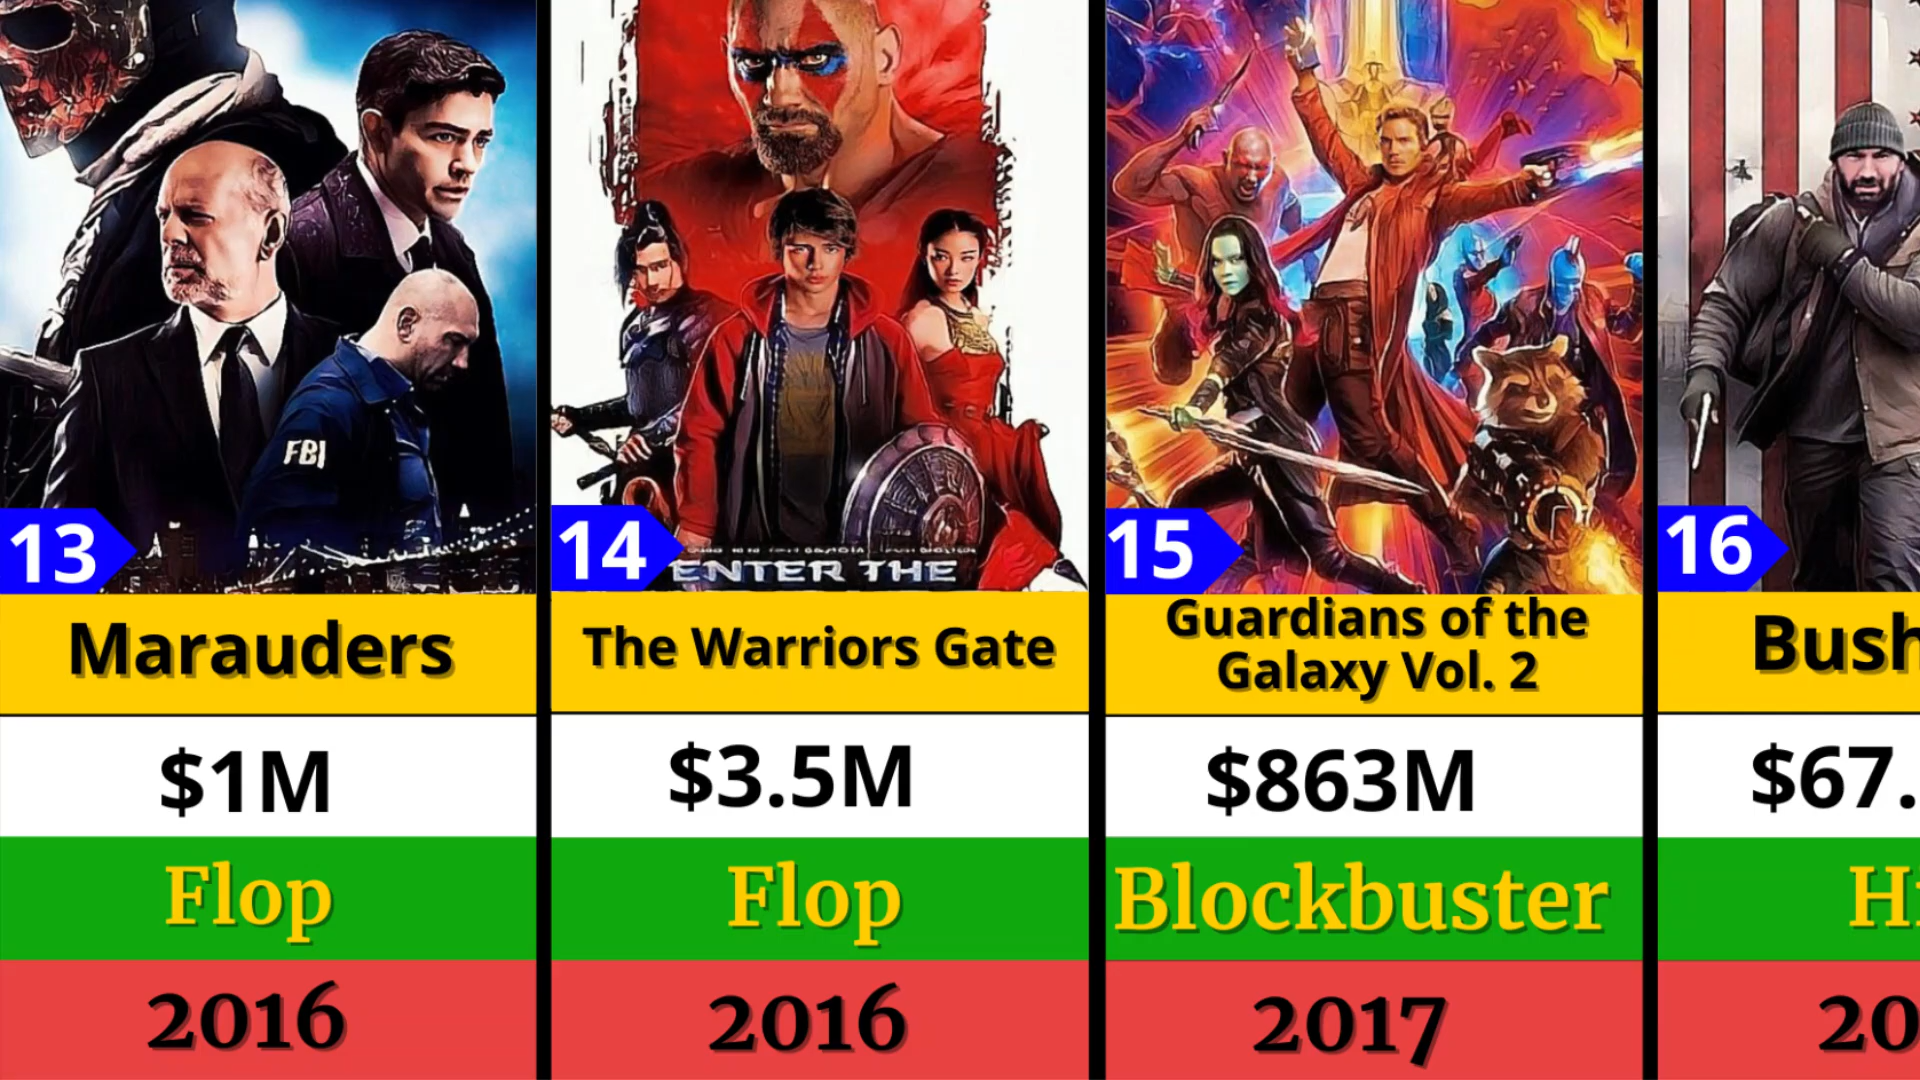 FBI
13
Marauders
$1M
Flop
2016
ENTER THE
14
The Warriors Gate
$3.5M
Flop
2016
15
Guardians of the
Galaxy Vol. 2
$863M
Blockbuster
2017
16
Bush
$67.
H
20